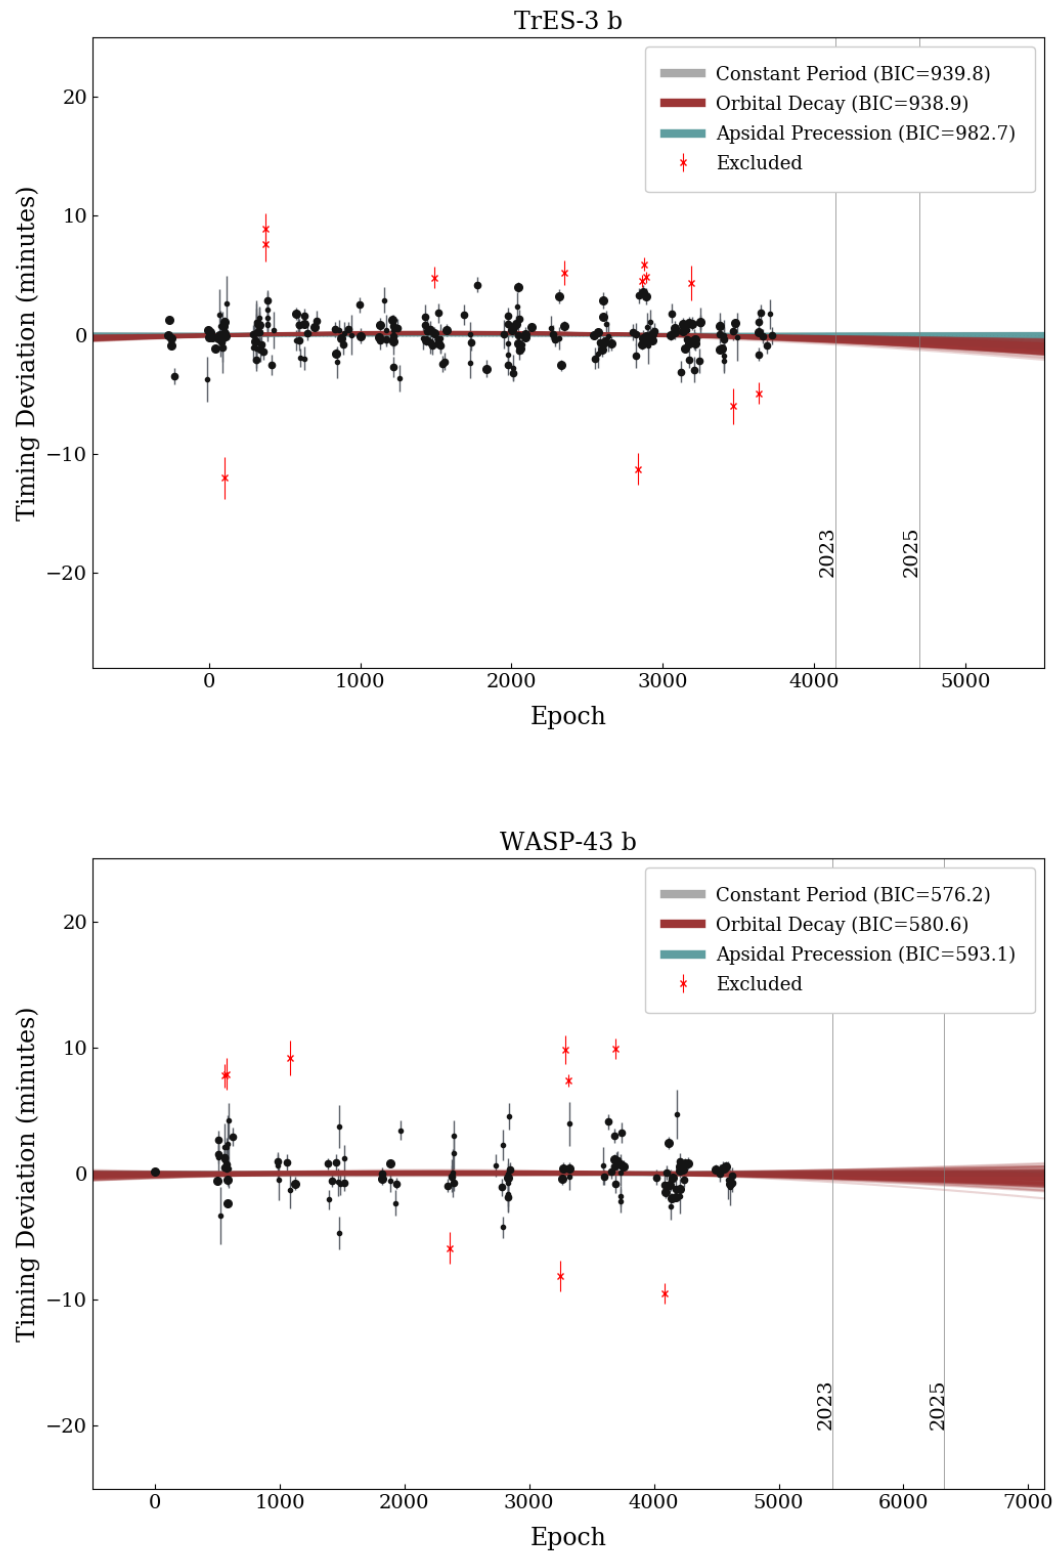 TrES-3 b
Constant Period (BIC=939.8)
Orbital Decay (BIC=938.9)
Apsidal Precession (BIC=982.7)
Excluded
Timing Deviation (minutes)
20
10
0
−10
−20
2023
2025
0
1000
2000
3000
4000
5000
Epoch
WASP-43 b
Constant Period (BIC=576.2)
Orbital Decay (BIC=580.6)
Apsidal Precession (BIC=593.1)
Excluded
Timing Deviation (minutes)
20
10
0
−10
−20
2023
2025
0
1000
2000
3000
4000
5000
6000
7000
Epoch